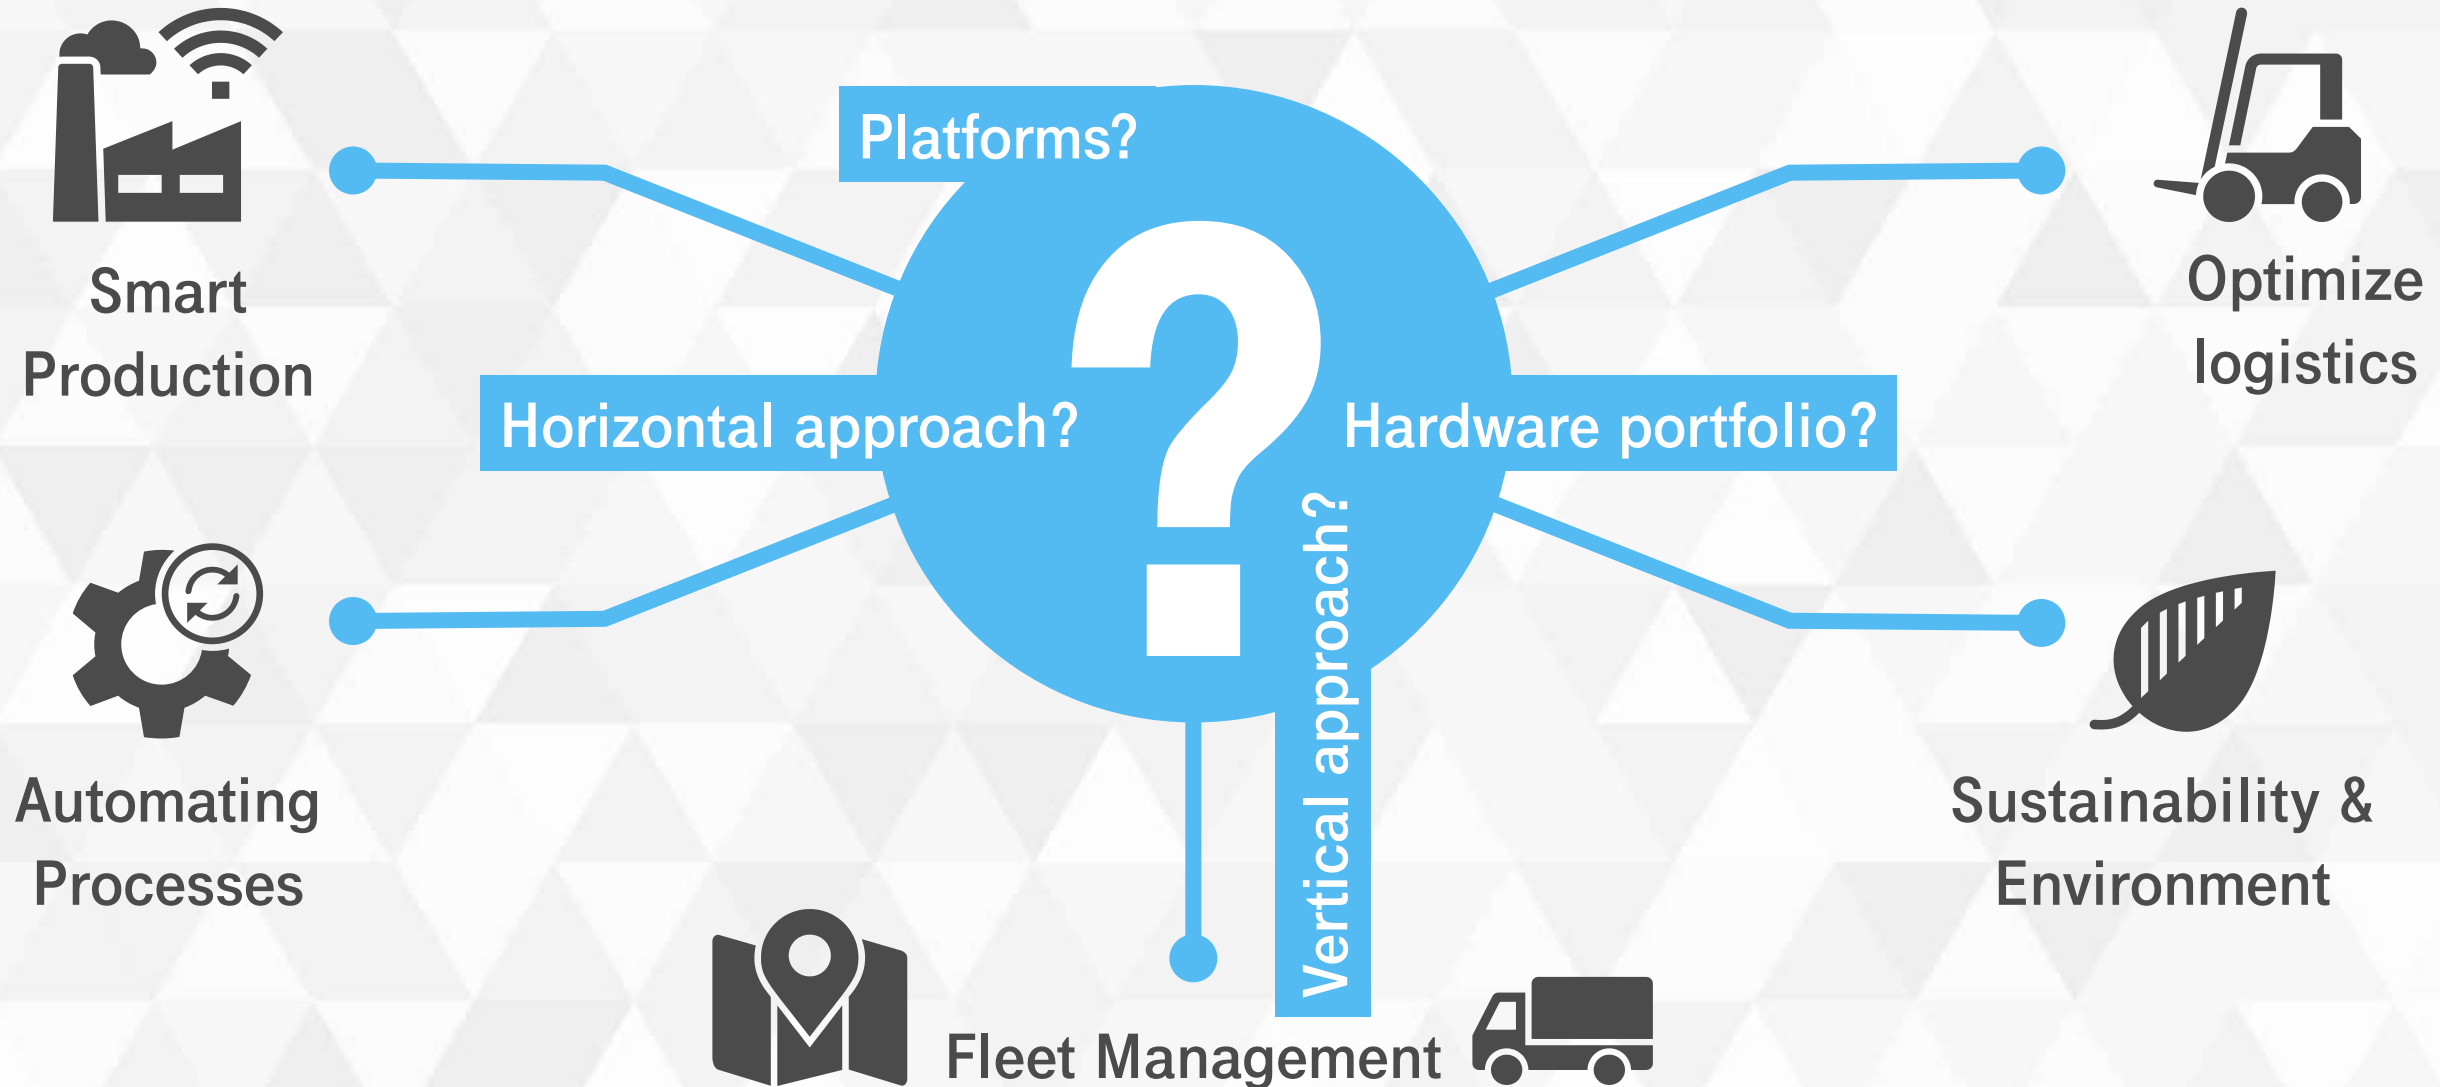 Platforms?
Smart
Production
Optimize
logistics
Horizontal approach?
?
Hardware portfolio?
Vertical approach?
Automating
Processes
Sustainability &
Environment
Fleet Management